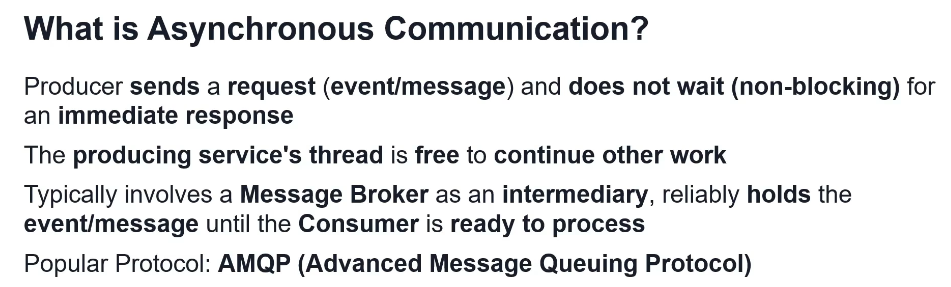 What is Asynchronous Communication?
Producer sends a request (event/message) and does not wait (non-blocking) for
an immediate response
The producing service's thread is free to continue other work
Typically involves a Message Broker as an intermediary, reliably holds the
event/message until the Consumer is ready to process
Popular Protocol: AMQP (Advanced Message Queuing Protocol)